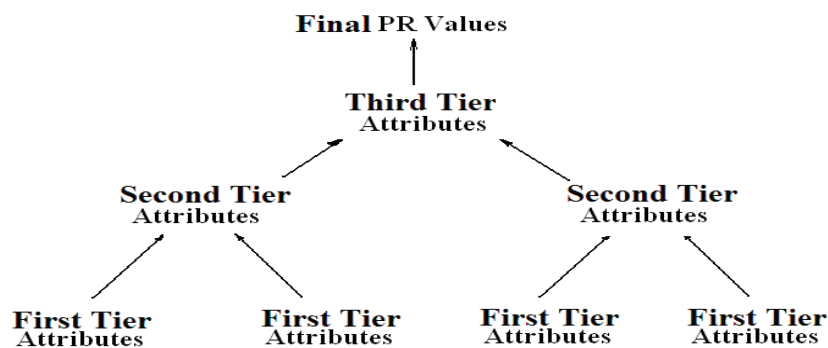 Final PR Values
Third Tier
Attributes
Second Tier
Attributes
Second Tier
Attributes
First Tier
Attributes
First Tier
Attributes
First Tier
Attributes
First Tier
Attributes